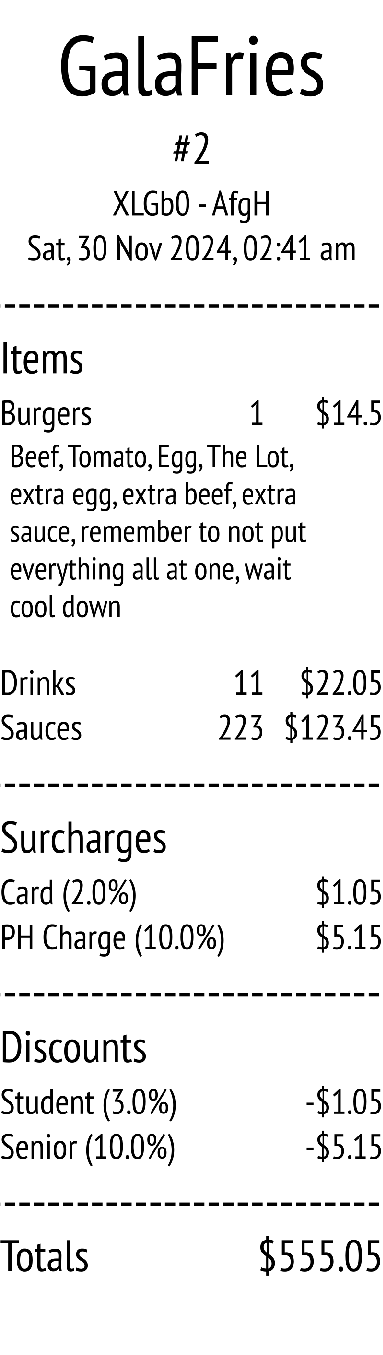 GalaFries
#2
XLGb0 - AfgH
Sat, 30 Nov 2024, 02:41 am
Items
Burgers 1 $14.5
Beef, Tomato, Egg, The Lot,
extra egg, extra beef, extra
sauce, remember to not put
everything all at one, wait
cool down
Drinks 11 $22.05
Sauces 223 $123.45
Surcharges
Card (2.0%) $1.05
PH Charge (10.0%) $5.15
Discounts
Student (3.0%) -$1.05
Senior (10.0%) -$5.15
Totals $555.05